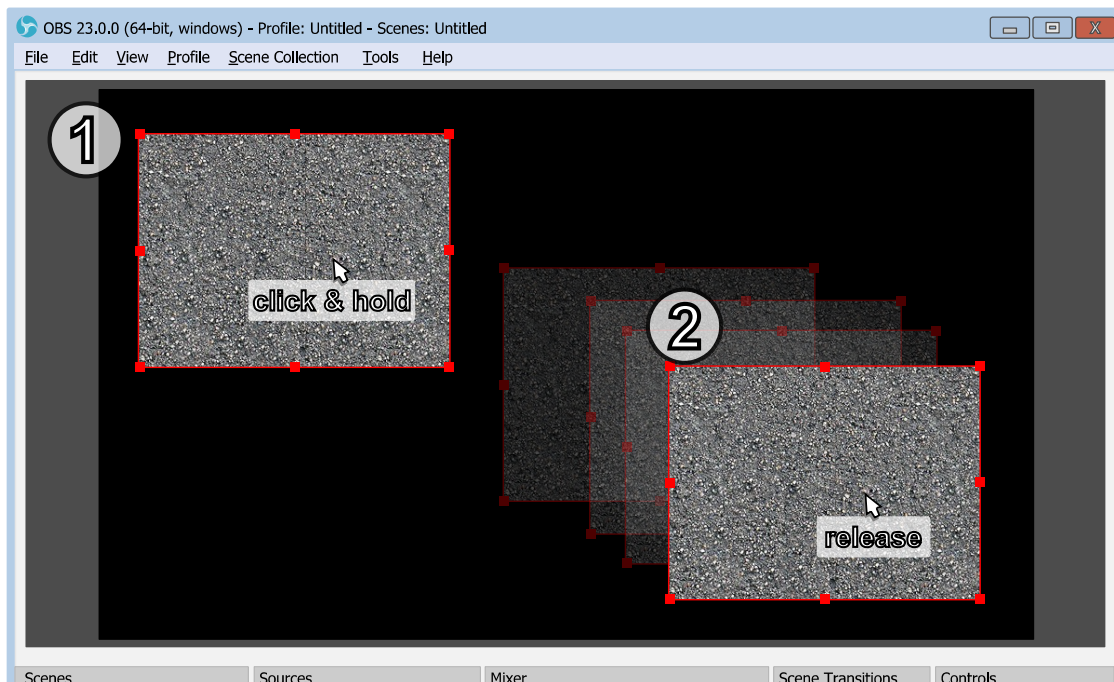 OBS 23.0.0 (64-bit, windows) - Profile: Untitled - Scenes: Untitled
File Edit View Profile Scene Collection Tools Help
1
click & hold
2
release
Scenes Sources Mixer Scene Transitions Controls